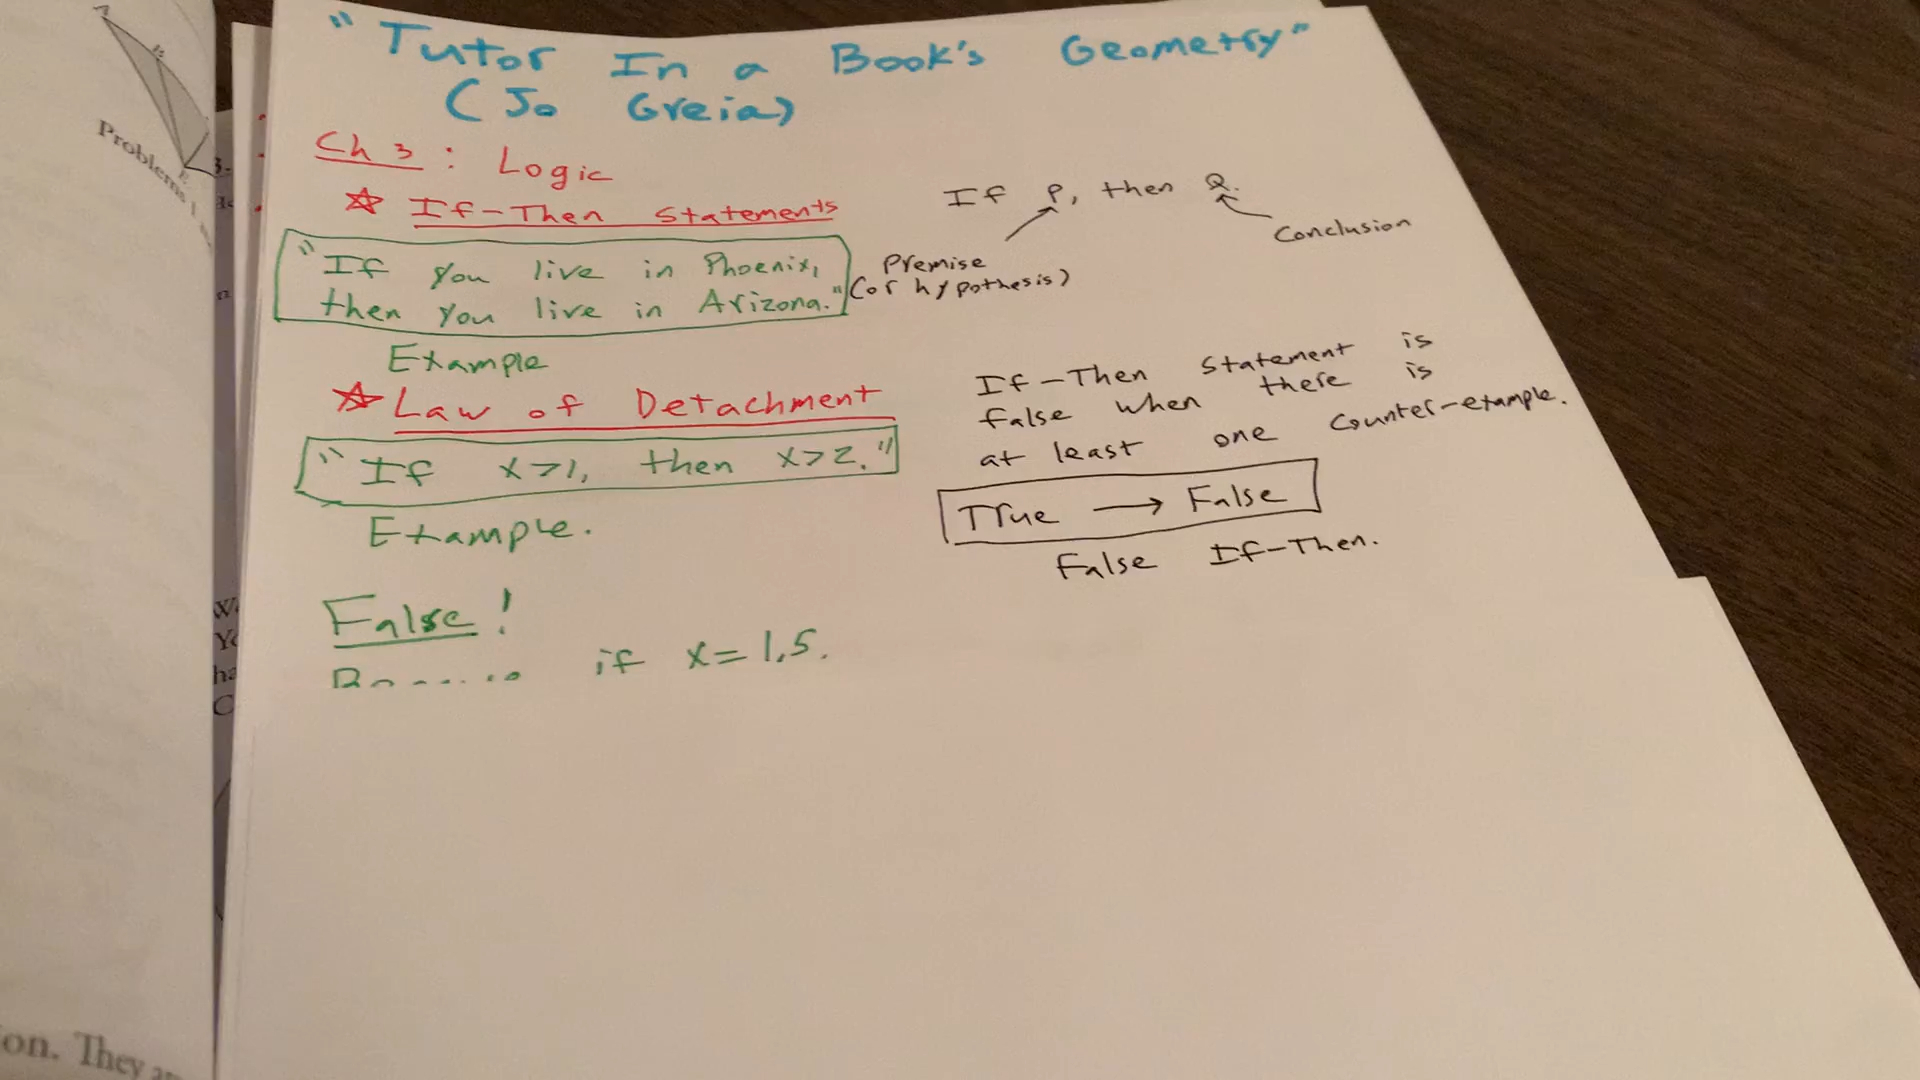 "Tutor In a Book's Geometry"
(Jo Greia)
Ch 3 : Logic
☆ If-Then Statements
"If you live in Phoenix,
then you live in Arizona."
Example
If P, then Q.
Premise
(or hypothesis)
Conclusion
☆ Law of Detachment
"If x>1, then x>2."
Example.
False!
if x=1.5.
If-Then statement is
false when there is
at least one counter-example.
True → False
False If-Then.
Problems
on. They